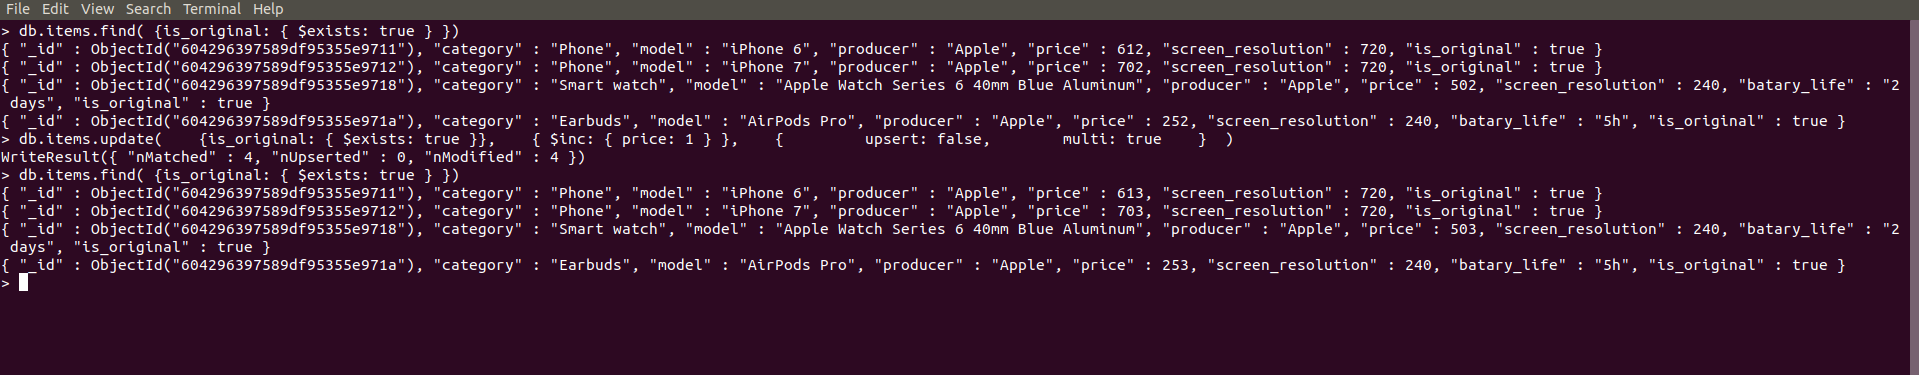 File Edit View Search Terminal Help
> db.items.find( {is_original: { $exists: true } })
{ "_id" : ObjectId("604296397589df95355e9711"), "category" : "Phone", "model" : "iPhone 6", "producer" : "Apple", "price" : 612, "screen_resolution" : 720, "is_original" : true }
{ "_id" : ObjectId("604296397589df95355e9712"), "category" : "Phone", "model" : "iPhone 7", "producer" : "Apple", "price" : 702, "screen_resolution" : 720, "is_original" : true }
{ "_id" : ObjectId("604296397589df95355e9718"), "category" : "Smart watch", "model" : "Apple Watch Series 6 40mm Blue Aluminum", "producer" : "Apple", "price" : 502, "screen_resolution" : 240, "batary_life" : "2
 days", "is_original" : true }
{ "_id" : ObjectId("604296397589df95355e971a"), "category" : "Earbuds", "model" : "AirPods Pro", "producer" : "Apple", "price" : 252, "screen_resolution" : 240, "batary_life" : "5h", "is_original" : true }
> db.items.update(    {is_original: { $exists: true }},    { $inc: { price: 1 } },    {         upsert: false,        multi: true    }  )
WriteResult({ "nMatched" : 4, "nUpserted" : 0, "nModified" : 4 })
> db.items.find( {is_original: { $exists: true } })
{ "_id" : ObjectId("604296397589df95355e9711"), "category" : "Phone", "model" : "iPhone 6", "producer" : "Apple", "price" : 613, "screen_resolution" : 720, "is_original" : true }
{ "_id" : ObjectId("604296397589df95355e9712"), "category" : "Phone", "model" : "iPhone 7", "producer" : "Apple", "price" : 703, "screen_resolution" : 720, "is_original" : true }
{ "_id" : ObjectId("604296397589df95355e9718"), "category" : "Smart watch", "model" : "Apple Watch Series 6 40mm Blue Aluminum", "producer" : "Apple", "price" : 503, "screen_resolution" : 240, "batary_life" : "2
 days", "is_original" : true }
{ "_id" : ObjectId("604296397589df95355e971a"), "category" : "Earbuds", "model" : "AirPods Pro", "producer" : "Apple", "price" : 253, "screen_resolution" : 240, "batary_life" : "5h", "is_original" : true }
>